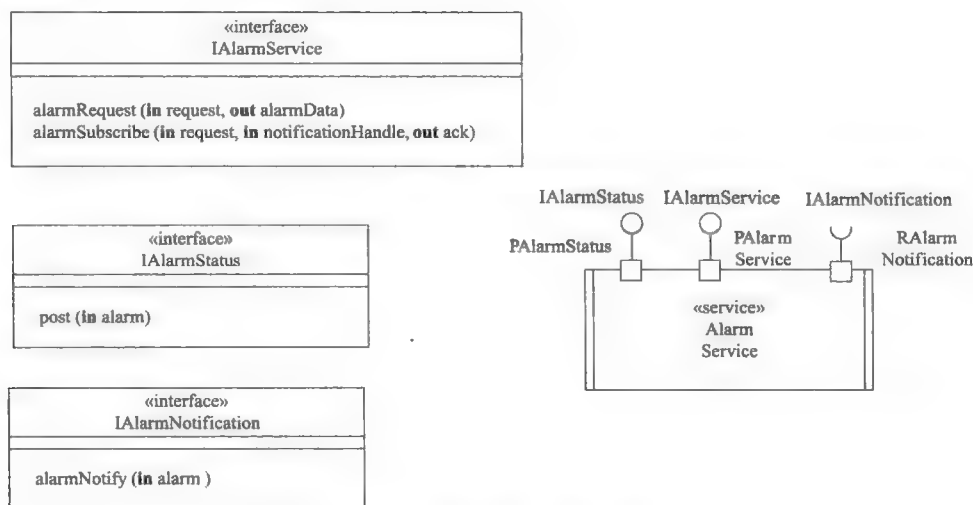 «interface»
IAlarmService
alarmRequest (in request, out alarmData)
alarmSubscribe (in request, in notificationHandle, out ack)
«interface»
IAlarmStatus
post (in alarm)
«interface»
IAlarmNotification
alarmNotify (in alarm )
IAlarmStatus IAlarmService IAlarmNotification
PAlarmStatus
PAlarm
Service
RAlarm
Notification
«service»
Alarm
Service